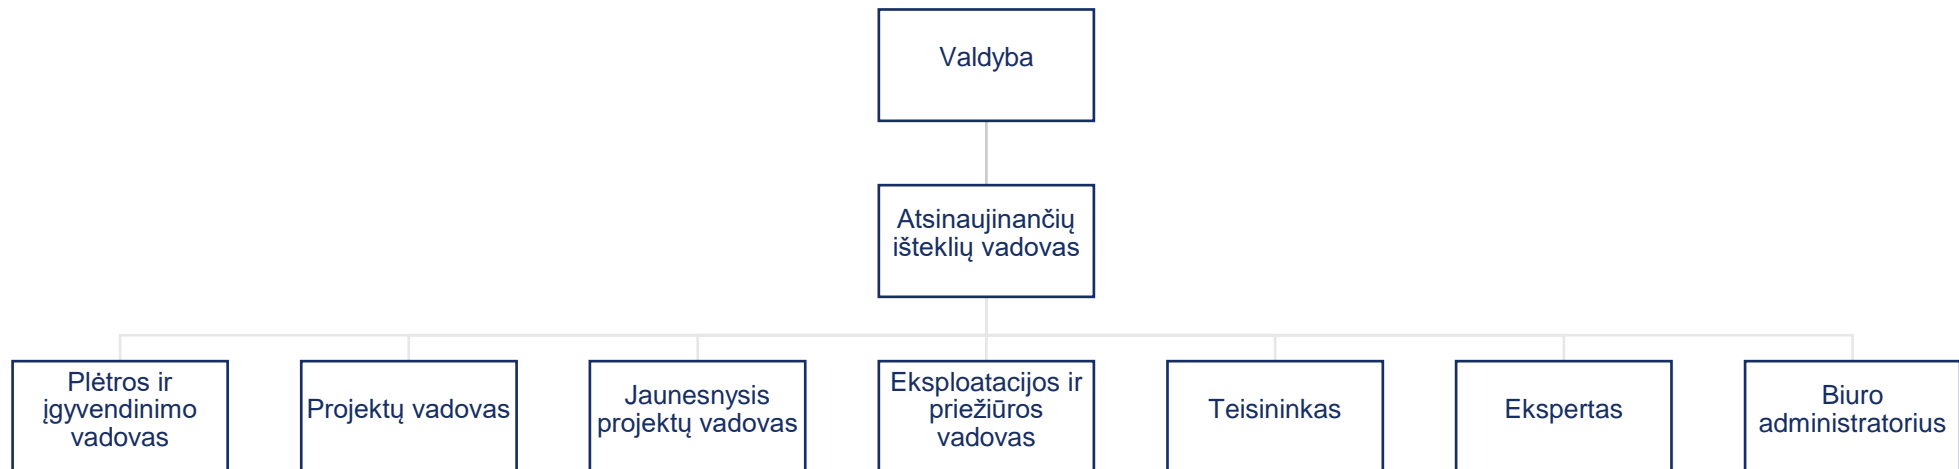 Valdyba
Atsinaujinančių
išteklių vadovas
Plėtros ir
įgyvendinimo
vadovas
Projektų vadovas
Jaunesnysis
projektų vadovas
Eksploatacijos ir
priežiūros
vadovas
Teisininkas
Ekspertas
Biuro
administratorius